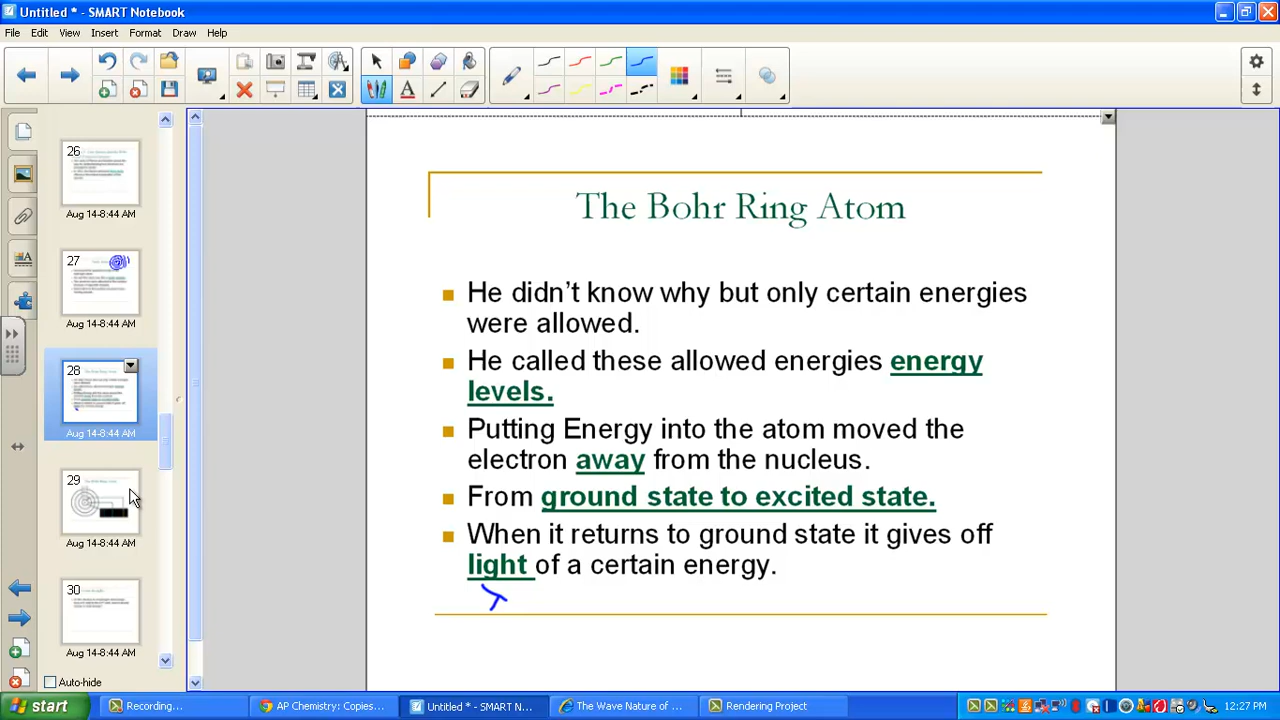 Untitled * - SMART Notebook
File Edit View Insert Format Draw Help
26
Aug 14-8:44 AM
27
Aug 14-8:44 AM
28
Aug 14-8:44 AM
29
Aug 14-8:44 AM
30
Aug 14-8:44 AM
Auto-hide
The Bohr Ring Atom
He didn’t know why but only certain energies
were allowed.
He called these allowed energies energy
levels.
Putting Energy into the atom moved the
electron away from the nucleus.
From ground state to excited state.
When it returns to ground state it gives off
light of a certain energy.
start
Recording...
AP Chemistry: Copies...
Untitled * - SMART N...
The Wave Nature of ...
Rendering Project
12:27 PM